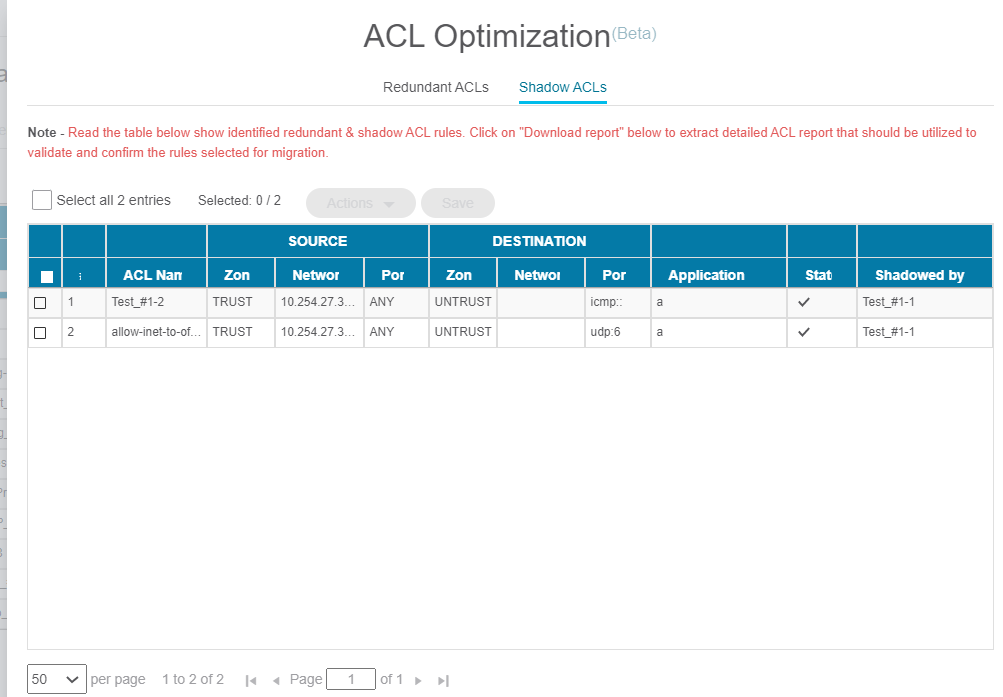 ACL Optimization(Beta)
Redundant ACLs Shadow ACLs
Note - Read the table below show identified redundant & shadow ACL rules. Click on "Download report" below to extract detailed ACL report that should be utilized to
validate and confirm the rules selected for migration.
Select all 2 entries Selected: 0 / 2 Actions Save
SOURCE DESTINATION
ACL Nan Zon Networ Por Zon Networ Por Application Stat Shadowed by
1 Test_#1-2 TRUST 10.254.27.3... ANY UNTRUST icmp:: a Test_#1-1
2 allow-inet-to-of... TRUST 10.254.27.3... ANY UNTRUST udp:6 a Test_#1-1
50 per page 1 to 2 of 2 Page 1 of 1